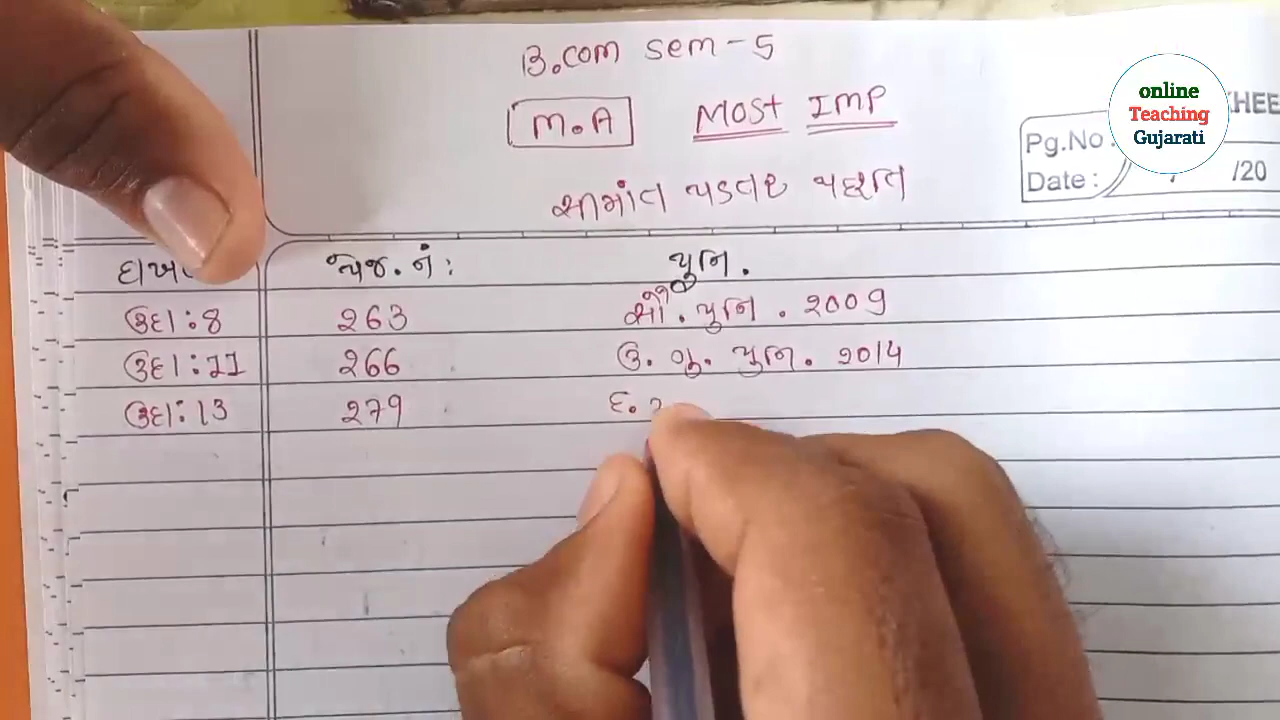 B.com sem - 5
M.A MOST IMP
online
Teaching
Gujarati
Pg.No :
Date : /20
સીમાંત પડતર પદ્ધતિ
પેજ.નં: યુનિ.
ઉદા:8 263 સૌ. યુનિ. 2009
ઉદા:11 266 ઉ. ગુ. યુનિ. 2014
ઉદા:13 279 દ.